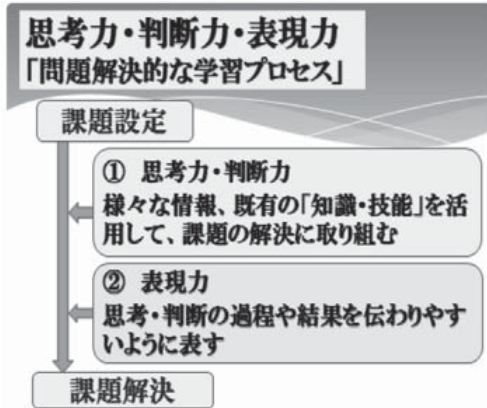 思考力・判断力・表現力
「問題解決的な学習プロセス」
課題設定
① 思考力・判断力
様々な情報、既有の「知識・技能」を活
用して、課題の解決に取り組む
② 表現力
思考・判断の過程や結果を伝わりやす
いように表す
課題解決